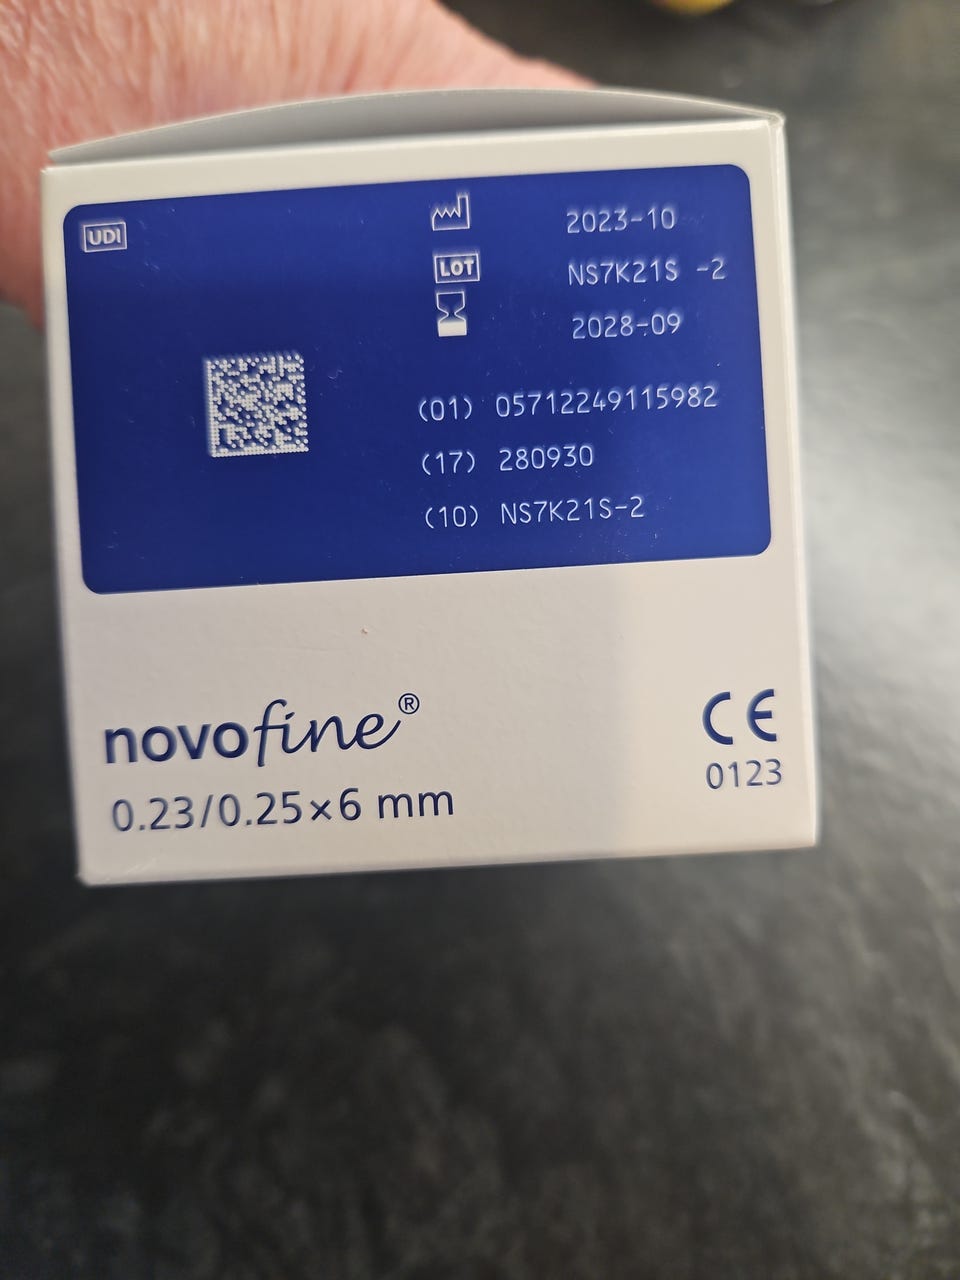 UDI
2023-10
LOT NS7K21S -2
2028-09
(01) 05712249115982
(17) 280930
(10) NS7K21S-2
novofine®
0.23/0.25×6 mm
CE
0123